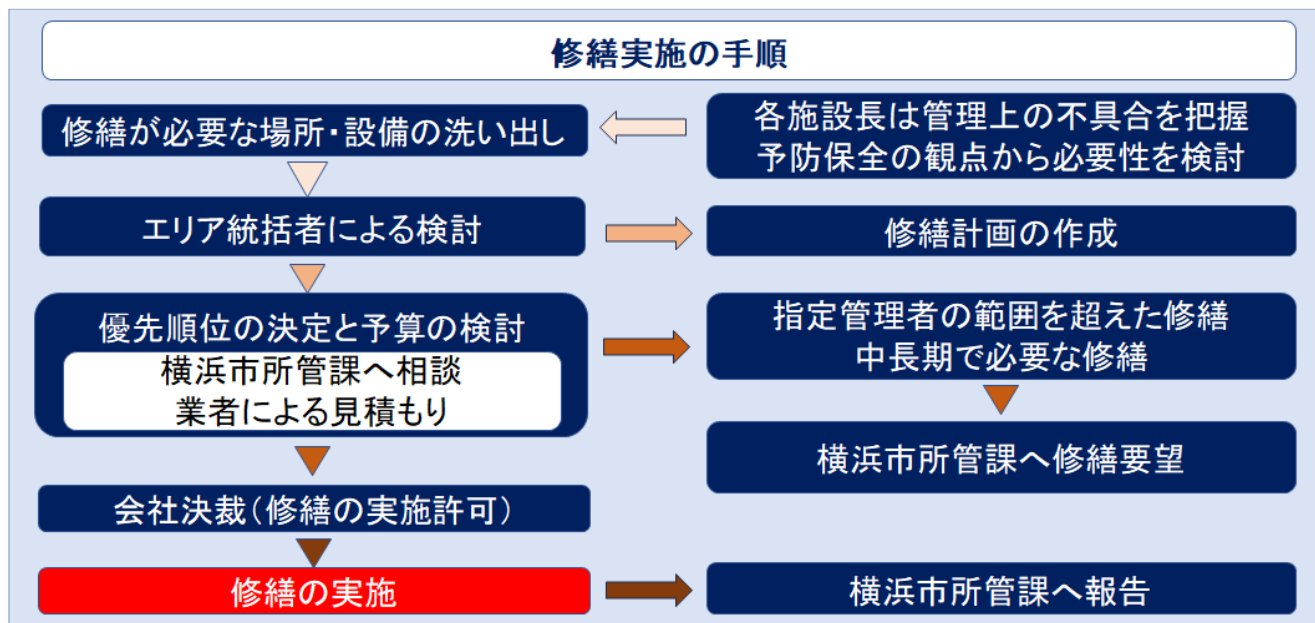 修繕実施の手順
修繕が必要な場所・設備の洗い出し
各施設長は管理上の不具合を把握
予防保全の観点から必要性を検討
エリア統括者による検討
修繕計画の作成
優先順位の決定と予算の検討
横浜市所管課へ相談
業者による見積もり
指定管理者の範囲を超えた修繕
中長期で必要な修繕
横浜市所管課へ修繕要望
会社決裁（修繕の実施許可）
修繕の実施
横浜市所管課へ報告